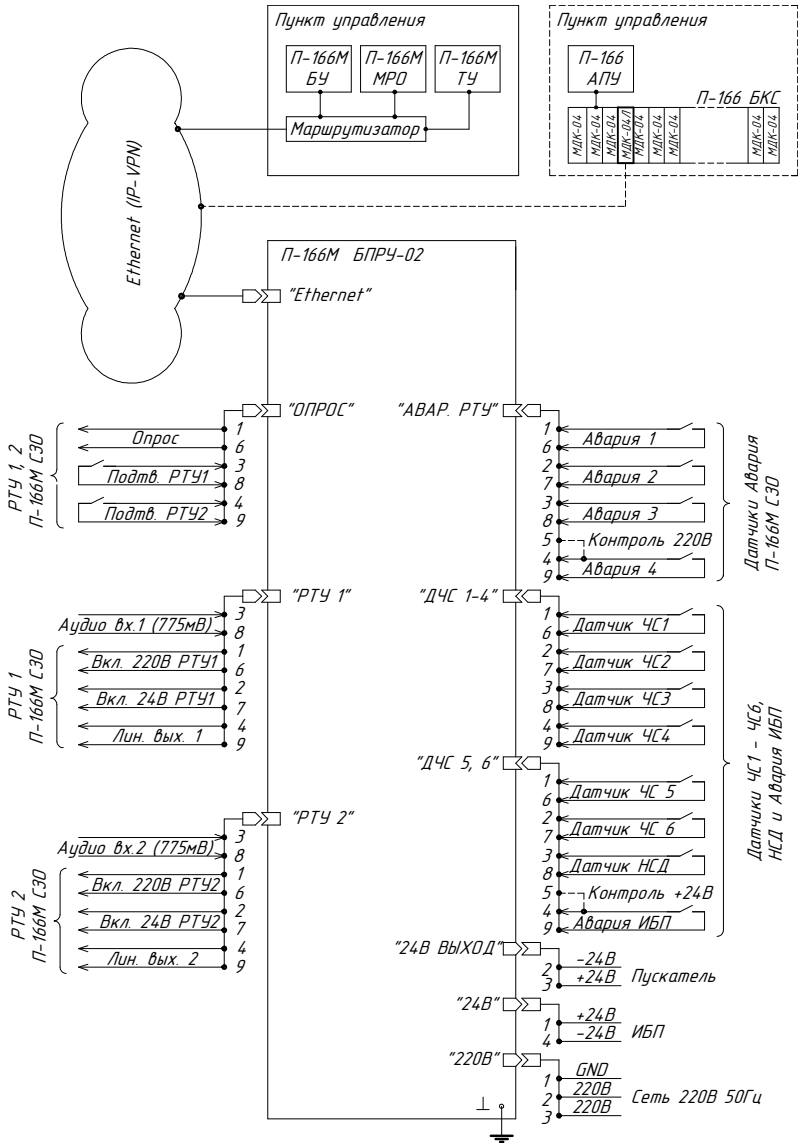 Пункт управления
П-166М БУ
П-166М МРО
П-166М ТУ
Маршрутизатор
Пункт управления
П-166 АПУ
П-166 БКС
МДК-04
МДК-04
МДК-04
МДК-04Л
МДК-04
МДК-04
МДК-04
МДК-04
МДК-04
Ethernet (IP-VPN)
П-166М БПРУ-02
"Ethernet"
"ОПРОС"
1
Опрос
6
3
Подтв. РТУ1
8
4
Подтв. РТУ2
9
РТУ 1, 2
П-166М СЗО
"РТУ 1"
3
Аудио вх.1 (775мВ)
8
1
Вкл. 220В РТУ1
6
2
Вкл. 24В РТУ1
7
4
Лин. вых. 1
9
РТУ 1
П-166М СЗО
"РТУ 2"
3
Аудио вх.2 (775мВ)
8
1
Вкл. 220В РТУ2
6
2
Вкл. 24В РТУ2
7
4
Лин. вых. 2
9
РТУ 2
П-166М СЗО
"АВАР. РТУ"
1
Авария 1
6
2
Авария 2
7
3
Авария 3
8
5
Контроль 220В
4
Авария 4
9
Датчики Авария
П-166М СЗО
"ДЧС 1-4"
1
Датчик ЧС1
6
2
Датчик ЧС2
7
3
Датчик ЧС3
8
4
Датчик ЧС4
9
"ДЧС 5, 6"
1
Датчик ЧС 5
6
2
Датчик ЧС 6
7
3
Датчик НСД
8
5
Контроль +24В
4
Авария ИБП
9
Датчики ЧС1 - ЧС6,
НСД и Авария ИБП
"24В ВЫХОД"
2
-24В
3
+24В
Пускатель
"24В"
1
+24В
4
-24В
ИБП
"220В"
1
GND
2
220В
3
220В
Сеть 220В 50Гц